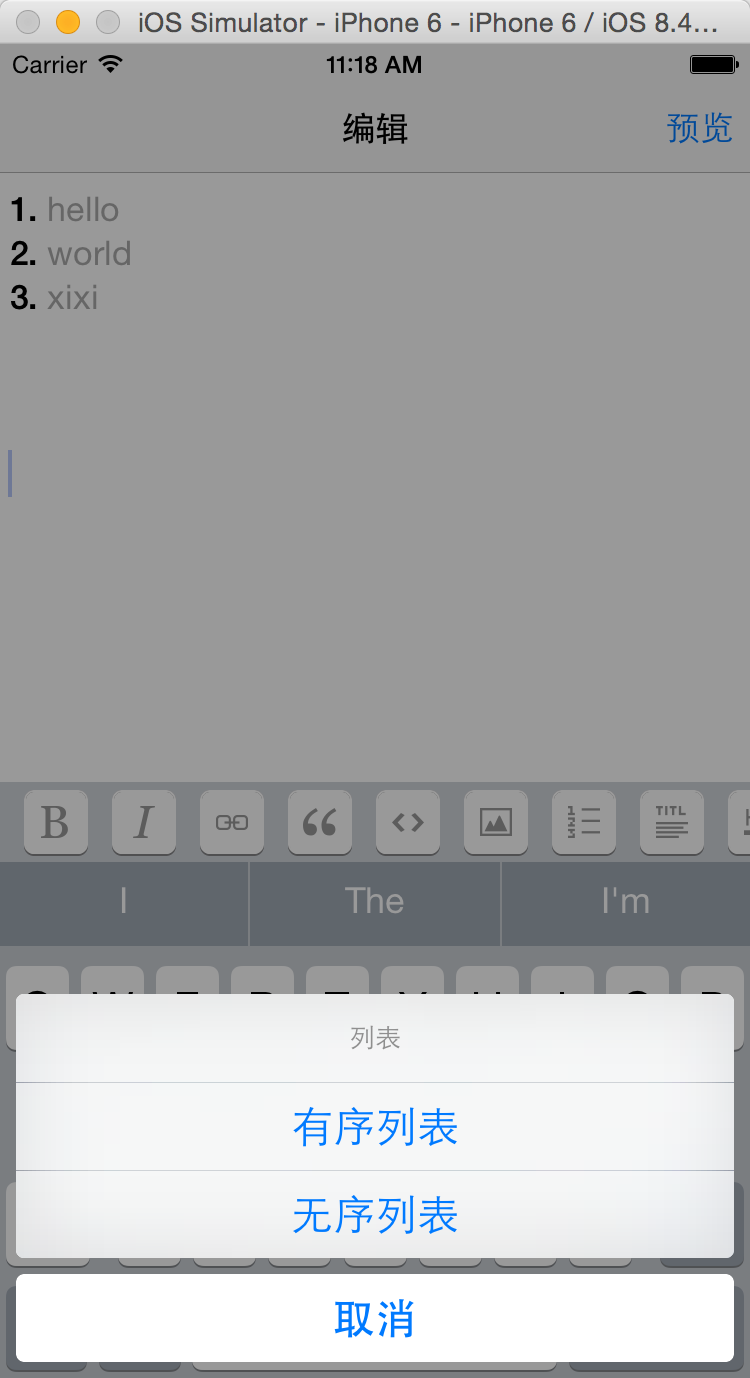 iOS Simulator - iPhone 6 - iPhone 6 / iOS 8.4...
Carrier 11:18 AM
编辑 预览
1. hello
2. world
3. xixi
B I TITL
I The I'm
列表
有序列表
无序列表
取消